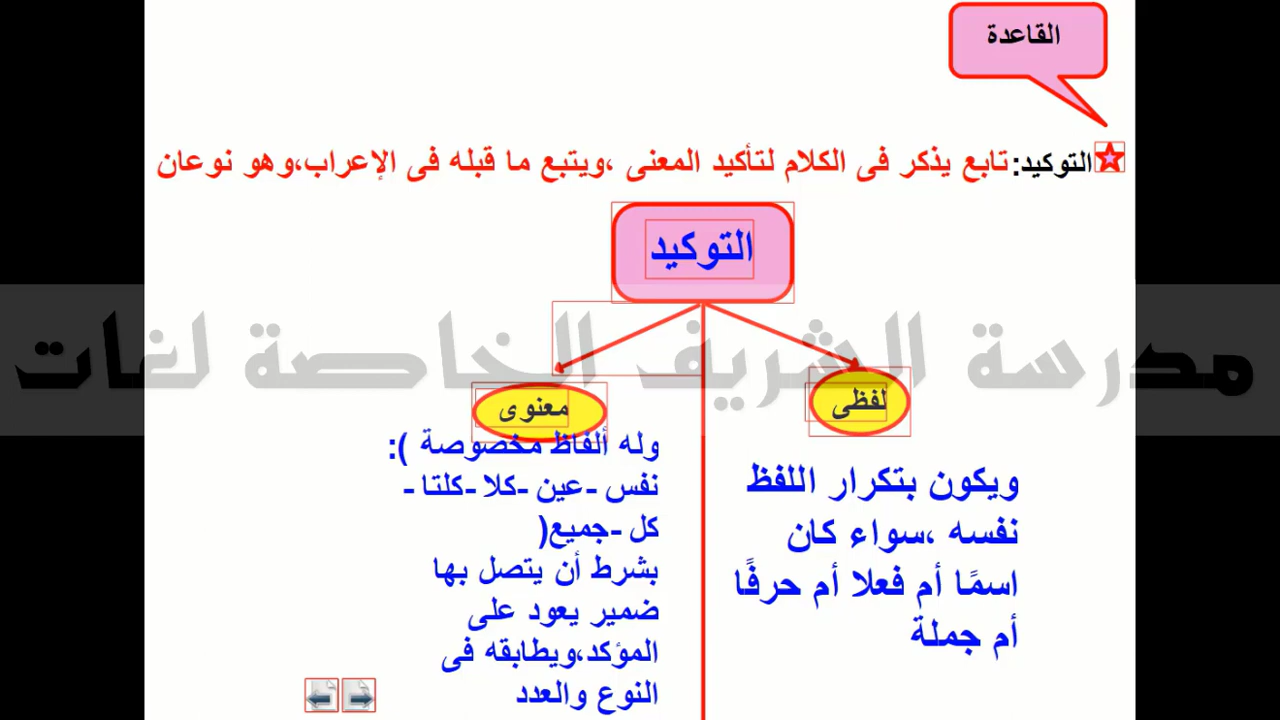 القاعدة
التوكيد: تابع يذكر فى الكلام لتأكيد المعنى ،ويتبع ما قبله فى الإعراب،وهو نوعان
التوكيد
مدرسة الشريف الخاصة لغات
لفظى
ويكون بتكرار اللفظ
نفسه ،سواء كان
اسمًا أم فعلا أم حرفًا
أم جملة
معنوى
وله ألفاظ مخصوصة ):
نفس -عين -كلا -كلتا -
كل -جميع(
بشرط أن يتصل بها
ضمير يعود على
المؤكد،ويطابقه فى
النوع والعدد